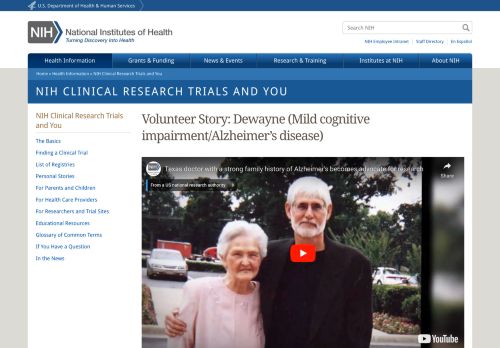 U.S. Department of Health & Human Services
Search NIH
NIH
National Institutes of Health
Turning Discovery Into Health
NIH Employee Intranet
Staff Directory
En Español
Health Information
Grants & Funding
News & Events
Research & Training
Institutes at NIH
About NIH
Home » Health Information » NIH Clinical Research Trials and You
NIH CLINICAL RESEARCH TRIALS AND YOU
NIH Clinical Research Trials
and You
The Basics
Finding a Clinical Trial
List of Registries
Personal Stories
For Parents and Children
For Health Care Providers
For Researchers and Trial Sites
Educational Resources
Glossary of Common Terms
If You Have a Question
In the News
Volunteer Story: Dewayne (Mild cognitive
impairment/Alzheimer’s disease)
Texas doctor with a strong family history of Alzheimer's becomes advocate for research
Share
From a US national research authority
YouTube